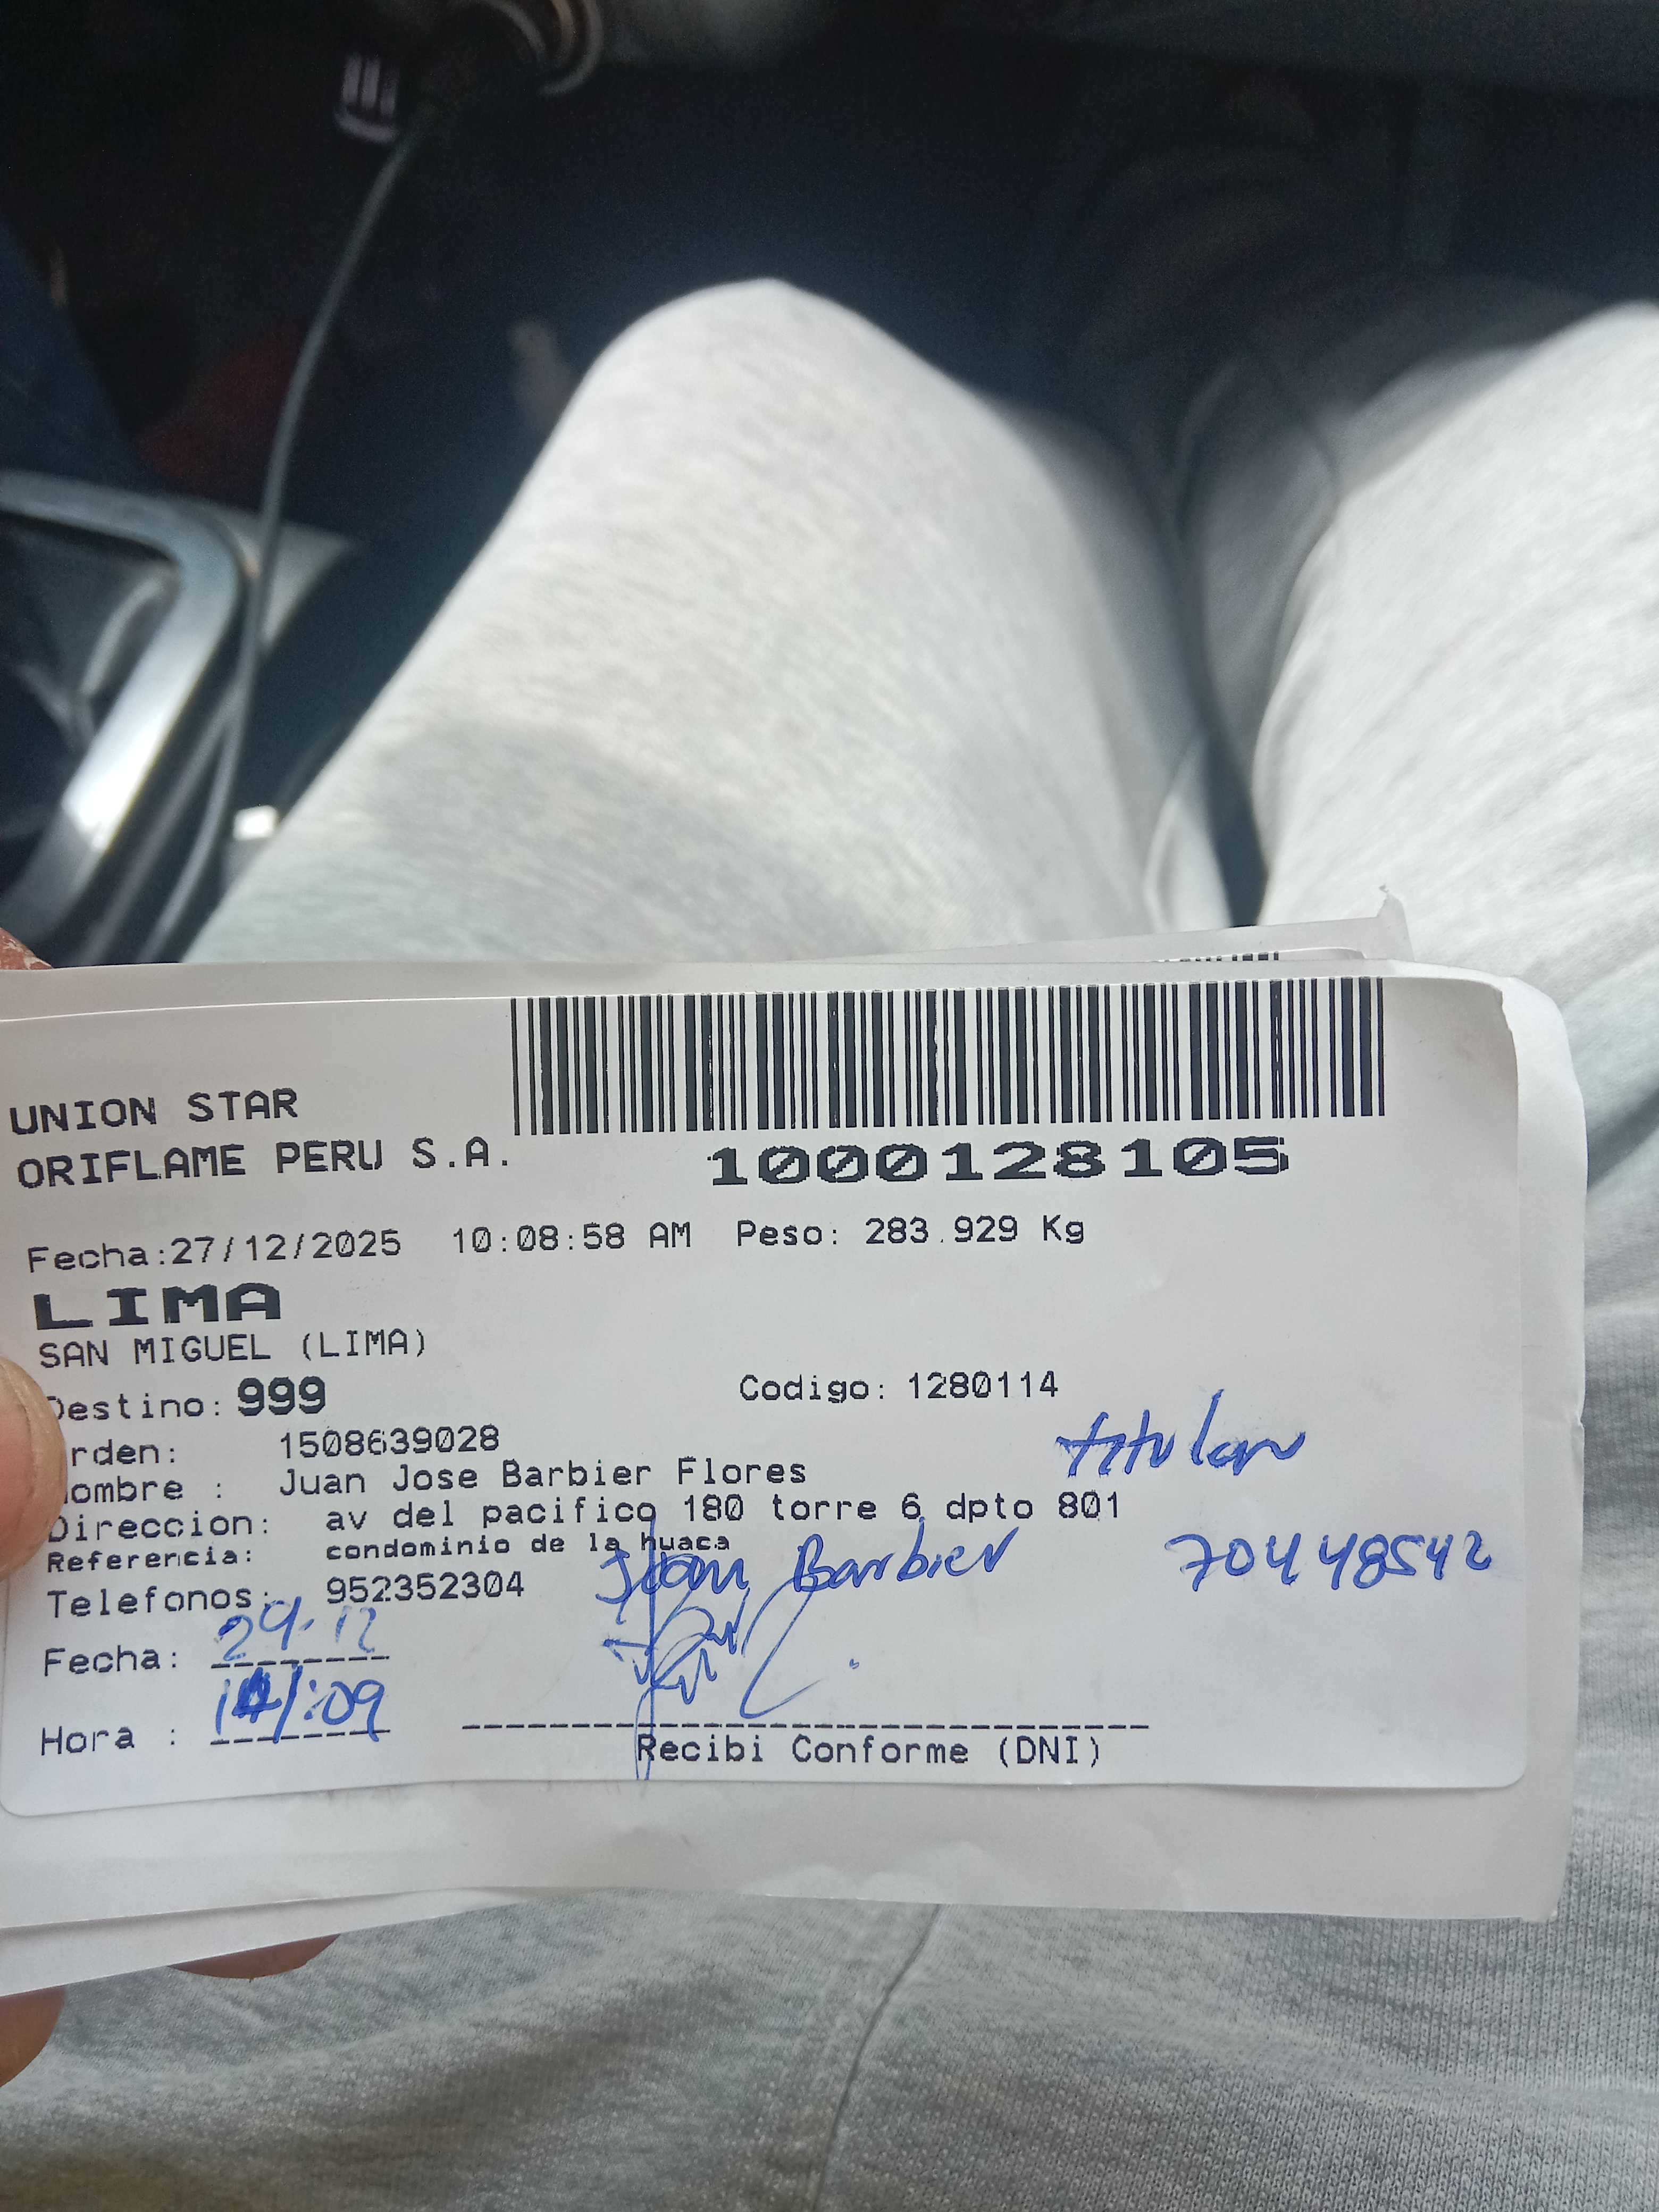 UNION STAR
ORIFLAME PERU S.A.
1000128105
Fecha:27/12/2025 10:08:58 AM Peso: 283.929 Kg
LIMA
SAN MIGUEL (LIMA)
Destino: 999 Codigo: 1280114
rden: 1508639028
titular
ombre : Juan Jose Barbier Flores
Direccion: av del pacifico 180 torre 6 dpto 801
Referencia: condominio de la huaca
Juan Barbier 70448542
Telefonos: 952352304
Fecha: 29.12
Hora : :09
Recibi Conforme (DNI)